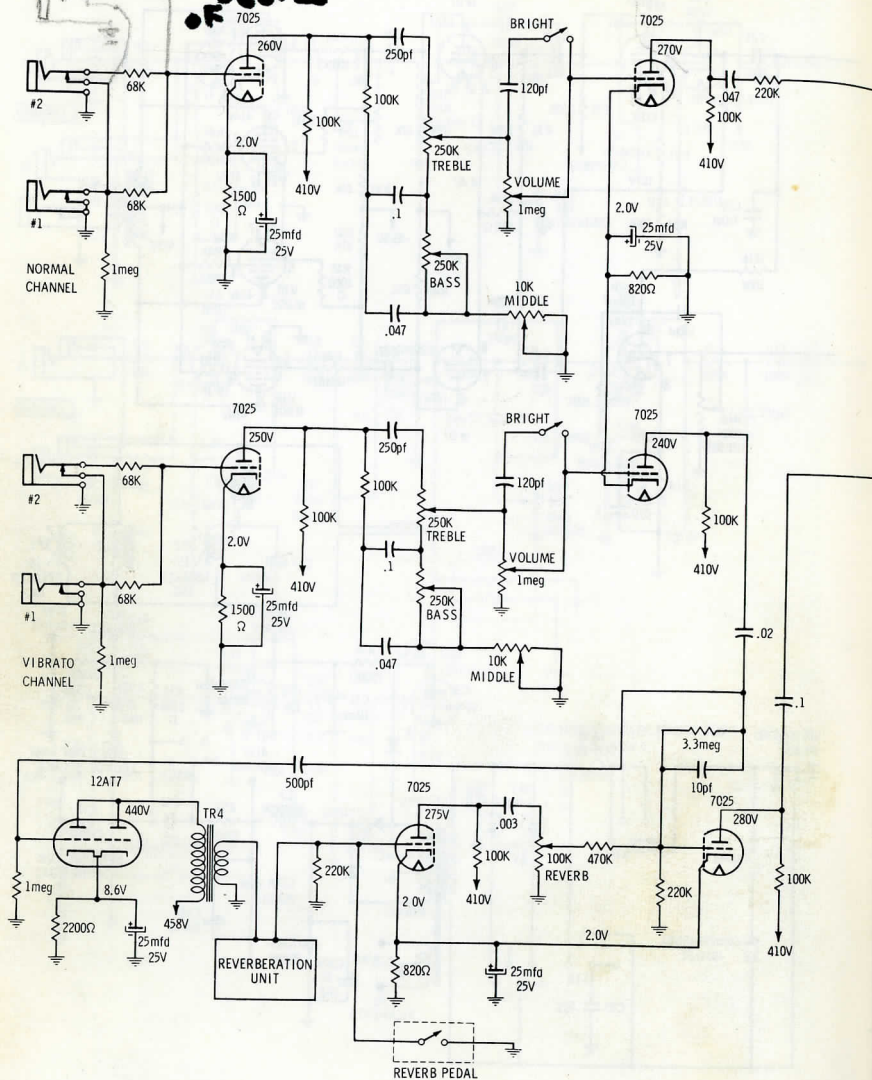 OF
7025
260V
250pf
BRIGHT
7025
270V
#2
68K
100K
100K
120pf
.047
220K
100K
2.0V
250K
TREBLE
410V
410V
68K
1500
Ω
25mfd
25V
.1
VOLUME
1meg
2.0V
25mfd
25V
#1
NORMAL
CHANNEL
1meg
250K
BASS
10K
MIDDLE
820Ω
.047
7025
250V
250pf
BRIGHT
7025
240V
#2
68K
100K
100K
120pf
100K
2.0V
250K
TREBLE
410V
410V
68K
1500
Ω
25mfd
25V
.1
VOLUME
1meg
#1
VIBRATO
CHANNEL
1meg
250K
BASS
.047
10K
MIDDLE
.02
.1
3.3meg
500pf
10pf
12AT7
440V
TR4
7025
275V
.003
7025
280V
1meg
8.6V
220K
100K
100K
REVERB
470K
220K
100K
2200Ω
25mfd
25V
458V
410V
2 0V
2.0V
410V
REVERBERATION
UNIT
820Ω
25mfd
25V
REVERB PEDAL